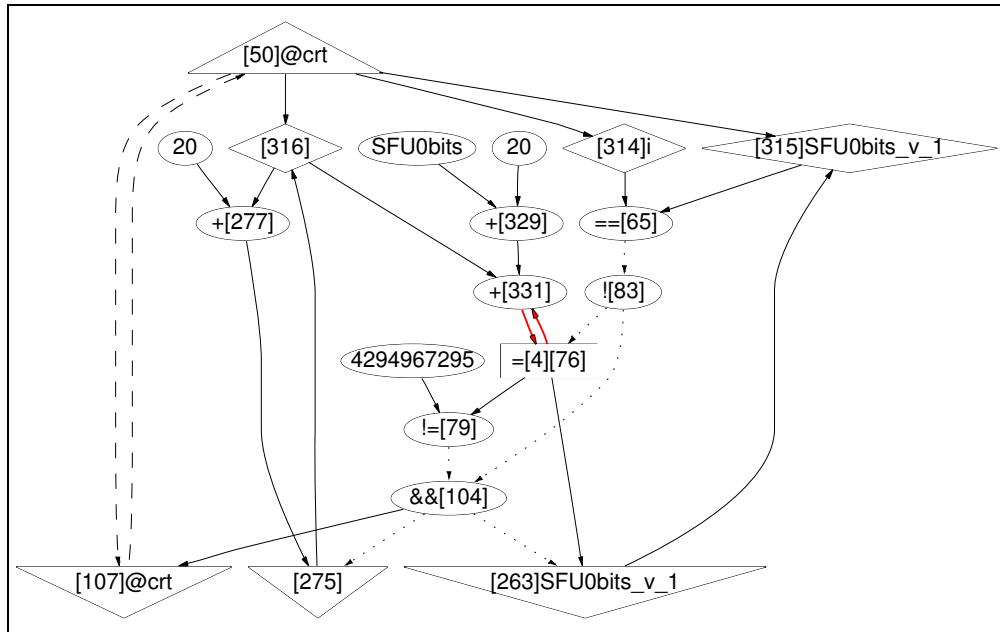 [50]@crt
20
[316]
SFU0bits
20
[314]i
[315]SFU0bits_v_1
+[277]
+[329]
==[65]
+[331]
![83]
4294967295
=[4][76]
!=[79]
&&[104]
[107]@crt
[275]
[263]SFU0bits_v_1